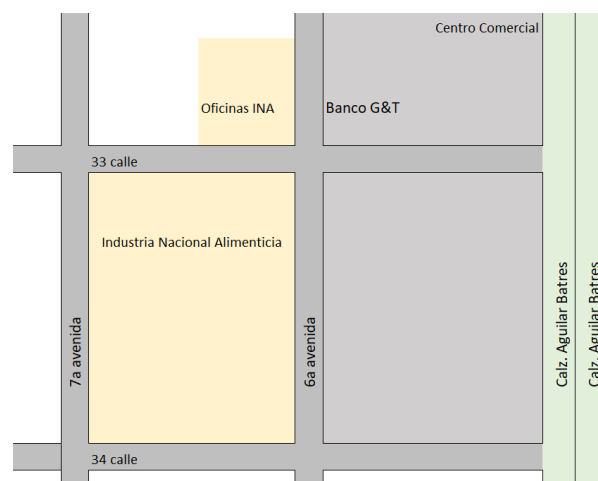 Centro Comercial
Oficinas INA
Banco G&T
33 calle
Industria Nacional Alimenticia
7a avenida
6a avenida
Calz. Aguilar Batres
Calz. Aguilar Batres
34 calle